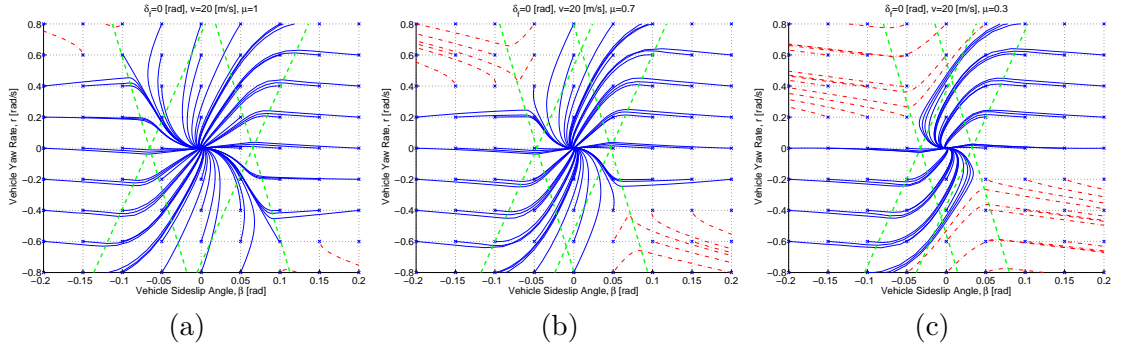 δf=0 [rad], v=20 [m/s], μ=1
0.8
0.6
0.4
0.2
0
−0.2
−0.4
−0.6
−0.8
Vehicle Yaw Rate, r [rad/s]
−0.2 −0.15 −0.1 −0.05 0 0.05 0.1 0.15 0.2
Vehicle Sideslip Angle, β [rad]
(a)
δf=0 [rad], v=20 [m/s], μ=0.7
0.8
0.6
0.4
0.2
0
−0.2
−0.4
−0.6
−0.8
Vehicle Yaw Rate, r [rad/s]
−0.2 −0.15 −0.1 −0.05 0 0.05 0.1 0.15 0.2
Vehicle Sideslip Angle, β [rad]
(b)
δf=0 [rad], v=20 [m/s], μ=0.3
0.8
0.6
0.4
0.2
0
−0.2
−0.4
−0.6
−0.8
Vehicle Yaw Rate, r [rad/s]
−0.2 −0.15 −0.1 −0.05 0 0.05 0.1 0.15 0.2
Vehicle Sideslip Angle, β [rad]
(c)